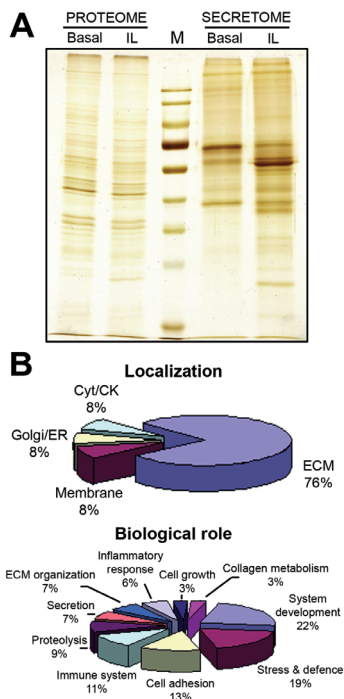 A
PROTEOME
SECRETOME
Basal IL M Basal IL
B
Localization
Cyt/CK
8%
Golgi/ER
8%
Membrane
8%
ECM
76%
Biological role
Inflammatory
response
6%
Cell growth
3%
Collagen metabolism
3%
ECM organization
7%
System
development
22%
Secretion
7%
Proteolysis
9%
Immune system
11%
Cell adhesion
13%
Stress & defence
19%